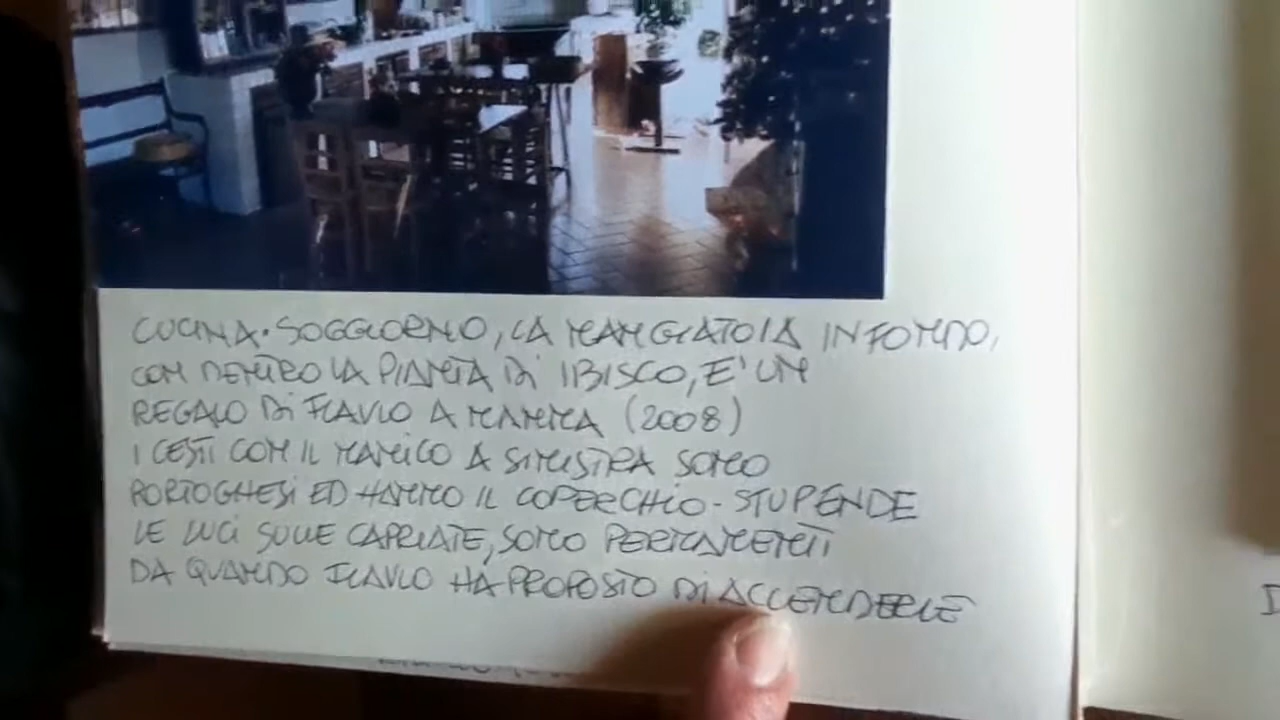 CUCINA·SOGGIORNO, LA MANGIATOIA IN FONDO,
CON DENTRO LA PIANTA Di IBISCO, E' UN
REGALO Di FLAVIO A MAMMA (2008)
I CESTI CON IL MANICO A SINISTRA SONO
PORTOGHESI ED HANNO IL COPERCHIO - STUPENDE
LE LUCI SULLE CAPRIATE, SONO PERMANENTI
DA QUANDO FLAVIO HA PROPOSTO Di ACCENDERLE